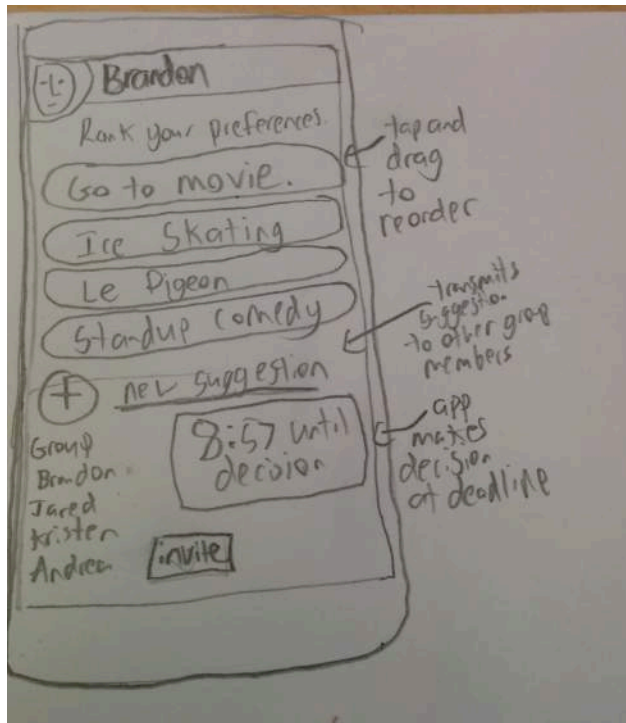 Brandon
Rank your preferences.
Go to movie.
Ice Skating
Le Pigeon
Standup Comedy
+ new suggestion
8:57 until
decision
Group
Brandon
Jared
Kristen
Andrea
invite
tap and
drag
to
reorder
transmits
suggestion
to other group
members
app
makes
decision
at deadline